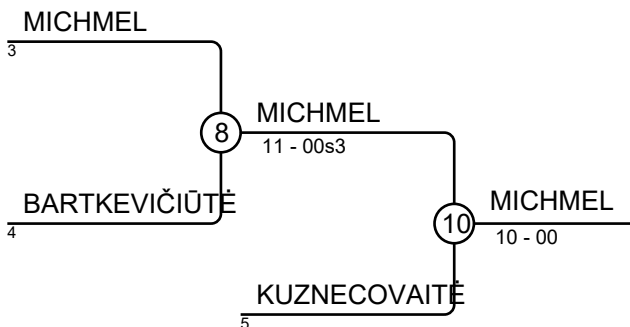 MICHMEL
3
8
MICHMEL
11 - 00s3
BARTKEVIČIŪTĖ
4
10
MICHMEL
10 - 00
KUZNECOVAITĖ
5